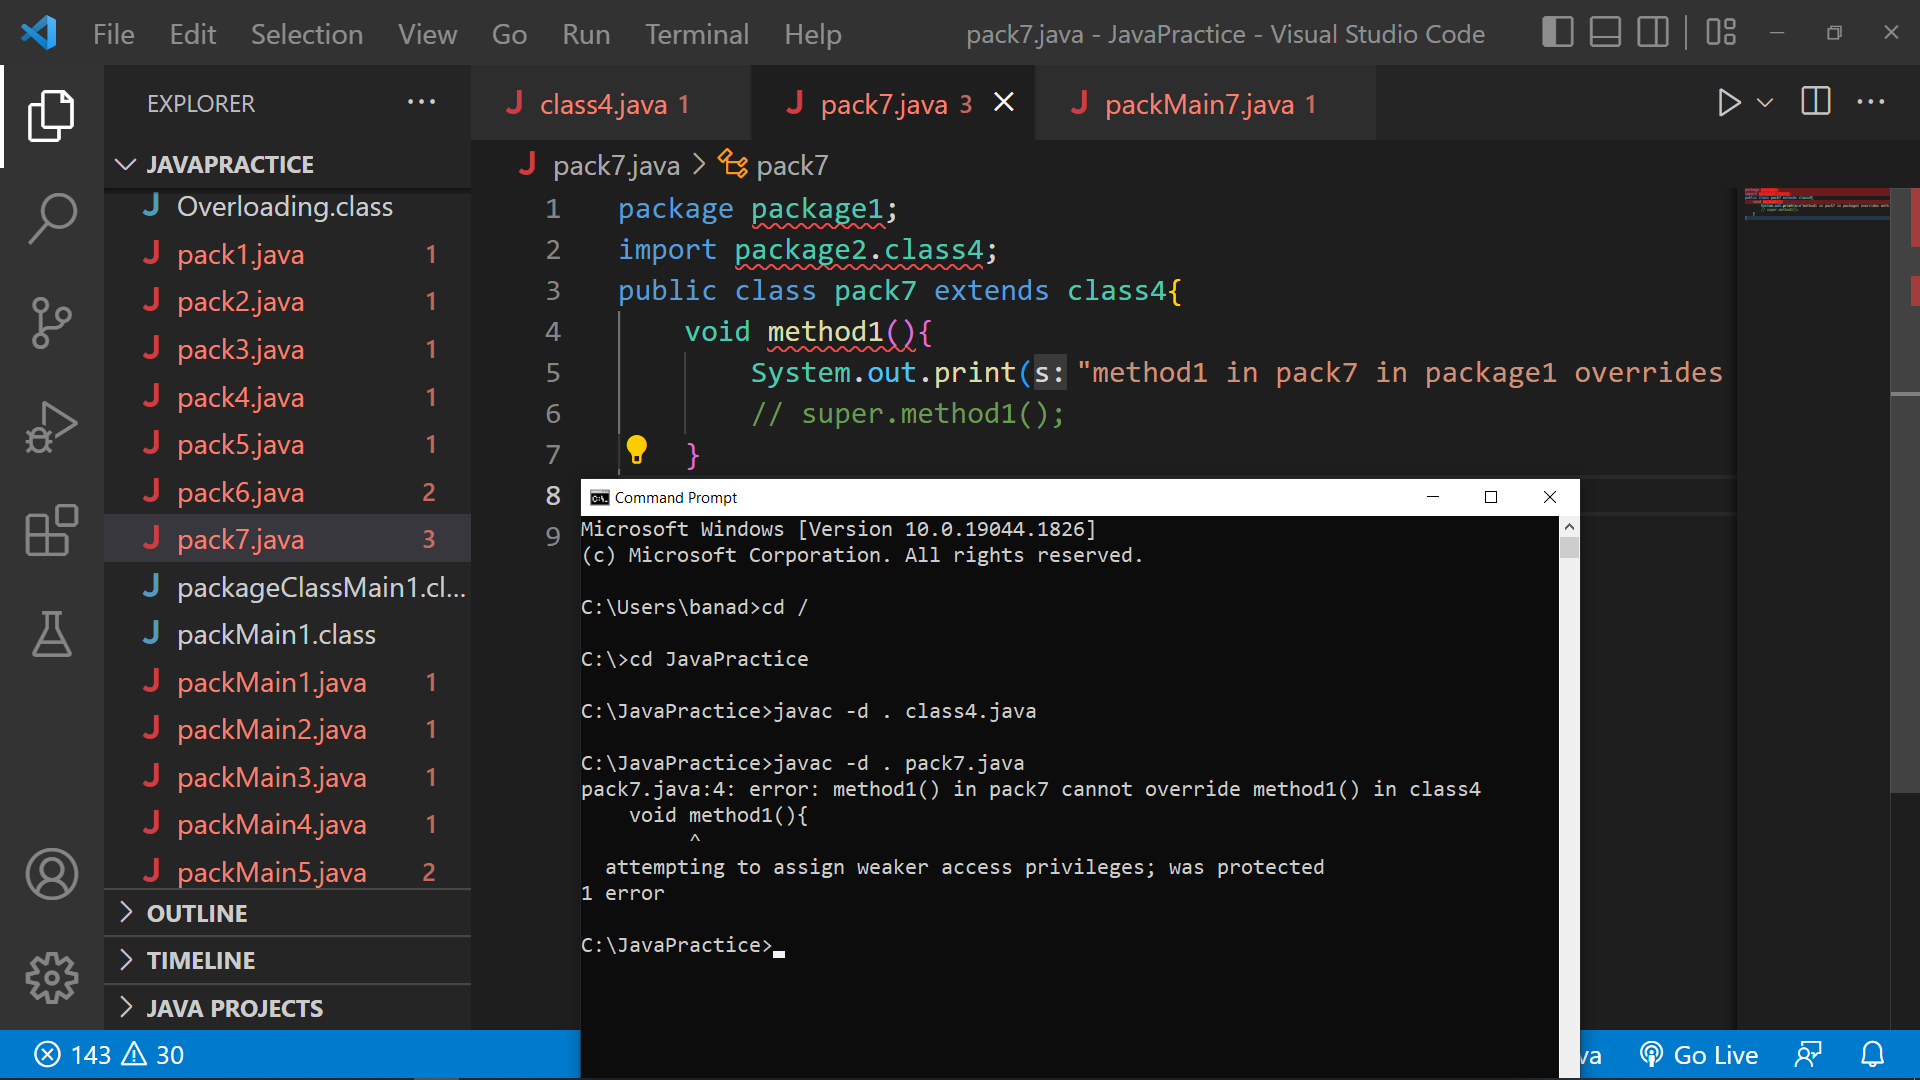 File Edit Selection View Go Run Terminal Help
pack7.java - JavaPractice - Visual Studio Code
EXPLORER
JAVAPRACTICE
Overloading.class
pack1.java 1
pack2.java 1
pack3.java 1
pack4.java 1
pack5.java 1
pack6.java 2
pack7.java 3
packageClassMain1.cl...
packMain1.class
packMain1.java 1
packMain2.java 1
packMain3.java 1
packMain4.java 1
packMain5.java 2
OUTLINE
TIMELINE
JAVA PROJECTS
class4.java 1
pack7.java 3
packMain7.java 1
pack7.java > pack7
1 package package1;
2 import package2.class4;
3 public class pack7 extends class4{
4 void method1(){
5 System.out.print(s: "method1 in pack7 in package1 overrides
6 // super.method1();
7 }
8
9
Command Prompt
Microsoft Windows [Version 10.0.19044.1826]
(c) Microsoft Corporation. All rights reserved.
C:\Users\banad>cd /
C:\>cd JavaPractice
C:\JavaPractice>javac -d . class4.java
C:\JavaPractice>javac -d . pack7.java
pack7.java:4: error: method1() in pack7 cannot override method1() in class4
void method1(){
^
attempting to assign weaker access privileges; was protected
1 error
C:\JavaPractice>
143 30
va
Go Live